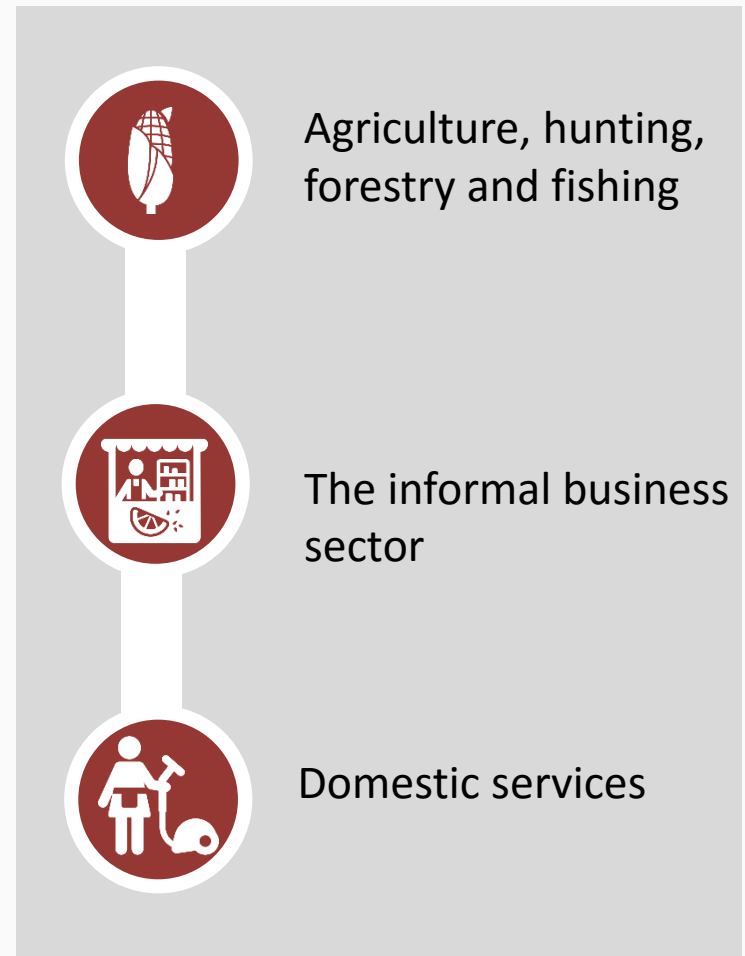 Agriculture, hunting,
forestry and fishing
The informal business
sector
Domestic services